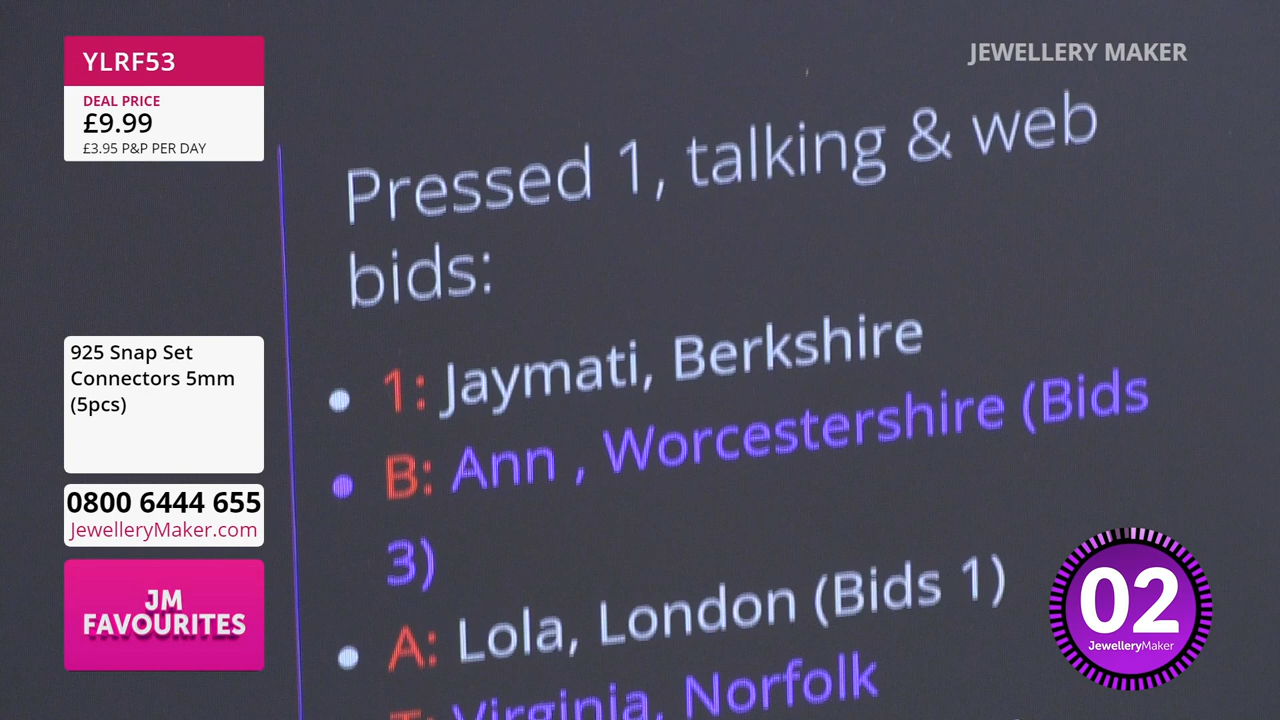 YLRF53
DEAL PRICE
£9.99
£3.95 P&P PER DAY
JEWELLERY MAKER
Pressed 1, talking & web
bids:
1: Jaymati, Berkshire
B: Ann , Worcestershire (Bids
3)
A: Lola, London (Bids 1)
Virginia, Norfolk
925 Snap Set
Connectors 5mm
(5pcs)
0800 6444 655
JewelleryMaker.com
JM
FAVOURITES
02
JewelleryMaker